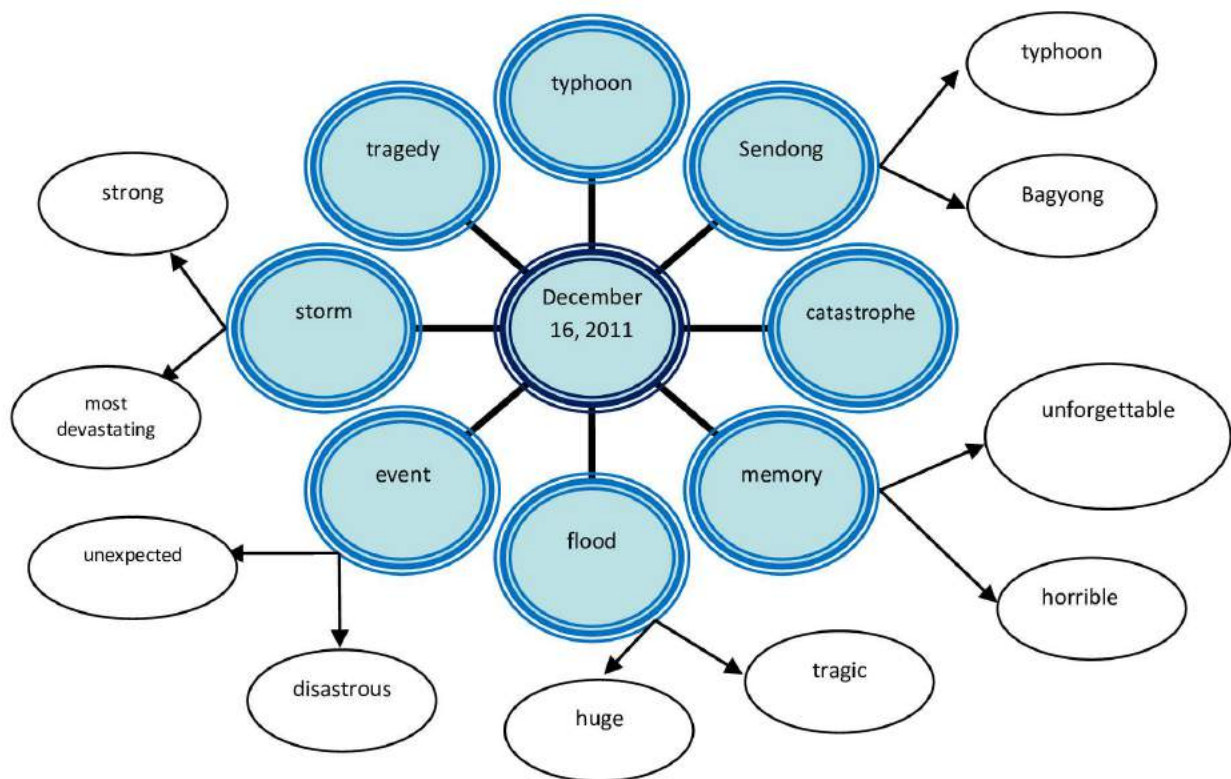 typhoon
typhoon
tragedy
Sendong
strong
Bagyong
December
16, 2011
storm
catastrophe
most
devastating
unforgettable
event
memory
flood
unexpected
horrible
tragic
disastrous
huge